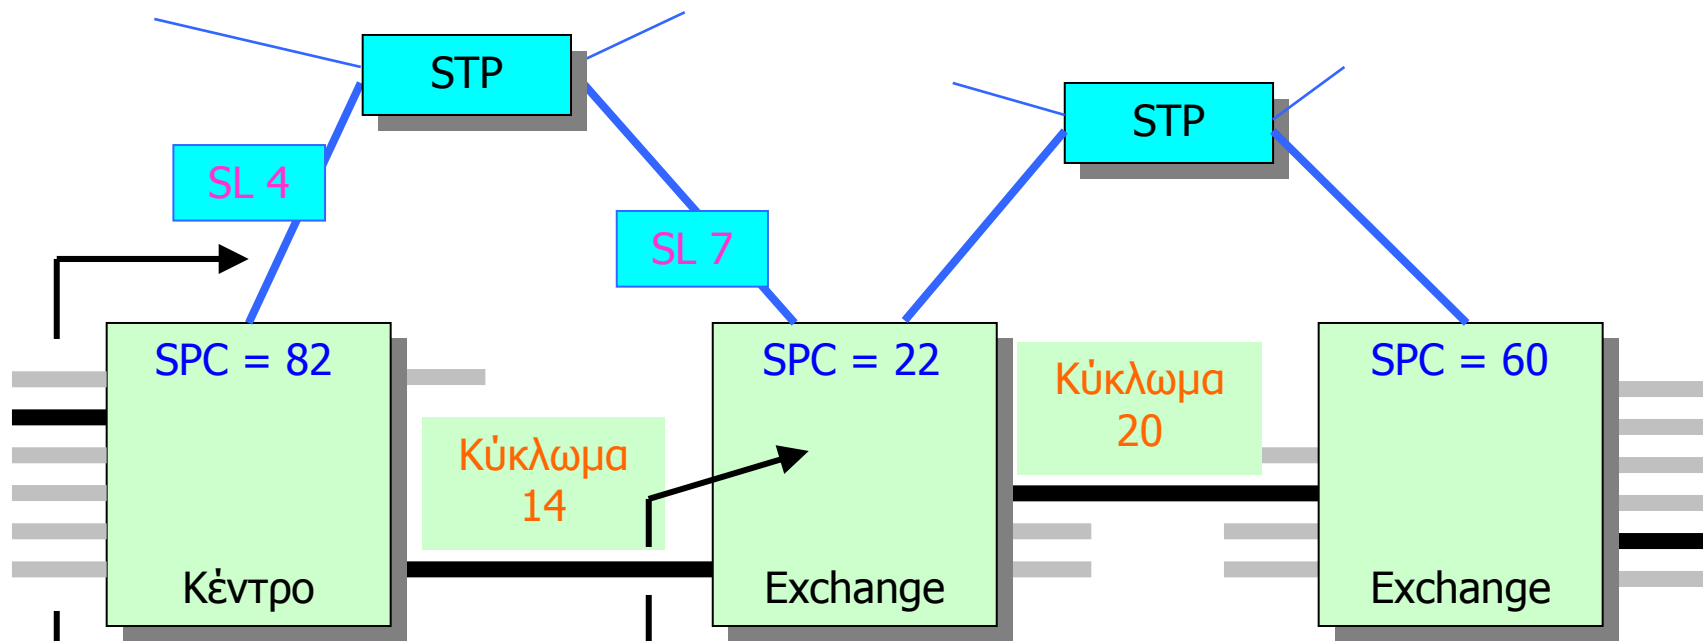 STP
STP
SL 4
SL 7
SPC = 82
SPC = 22
SPC = 60
Κύκλωμα
20
Κύκλωμα
14
Κέντρο
Exchange
Exchange